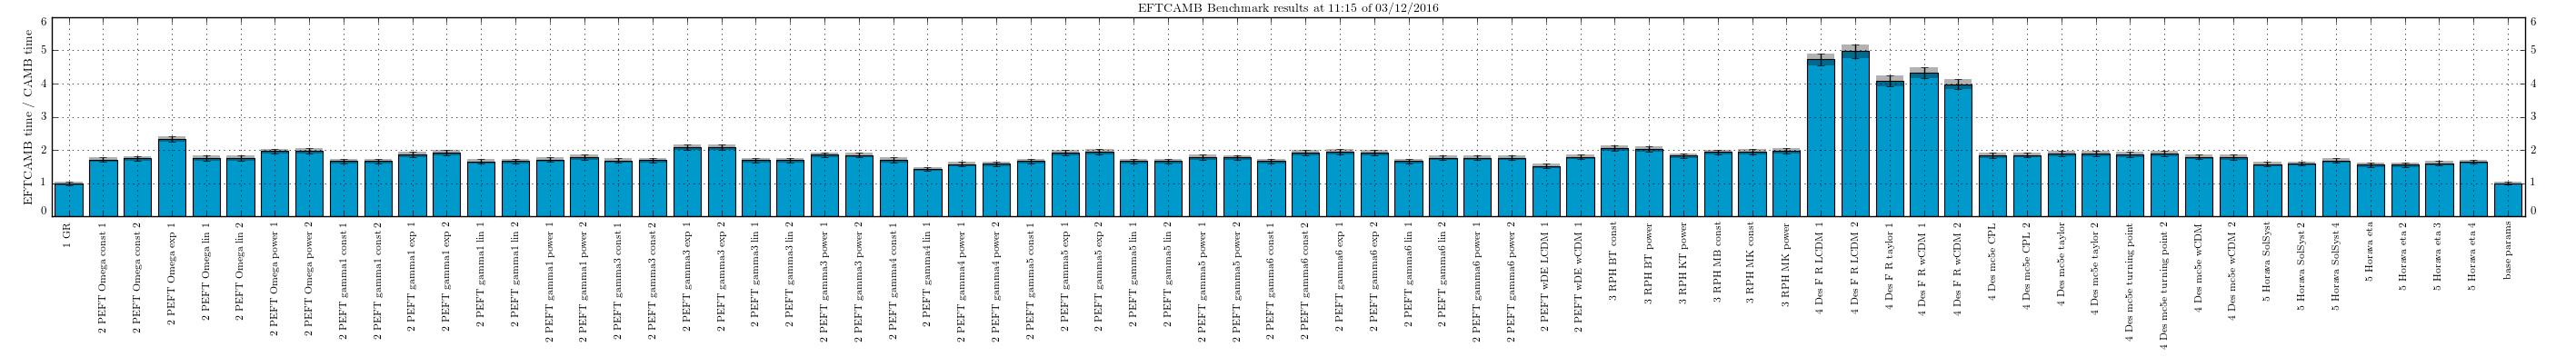 EFTCAMB Benchmark results at 11:15 of 03/12/2016
EFTCAMB time / CAMB time
6
5
4
3
2
1
0
6
5
4
3
2
1
0
1 GR
2 PEFT Omega const 1
2 PEFT Omega const 2
2 PEFT Omega exp 1
2 PEFT Omega lin 1
2 PEFT Omega lin 2
2 PEFT Omega power 1
2 PEFT Omega power 2
2 PEFT gamma1 const 1
2 PEFT gamma1 const 2
2 PEFT gamma1 exp 1
2 PEFT gamma1 exp 2
2 PEFT gamma1 lin 1
2 PEFT gamma1 lin 2
2 PEFT gamma1 power 1
2 PEFT gamma1 power 2
2 PEFT gamma3 const 1
2 PEFT gamma3 const 2
2 PEFT gamma3 exp 1
2 PEFT gamma3 exp 2
2 PEFT gamma3 lin 1
2 PEFT gamma3 lin 2
2 PEFT gamma3 power 1
2 PEFT gamma3 power 2
2 PEFT gamma4 const 1
2 PEFT gamma4 lin 1
2 PEFT gamma4 power 1
2 PEFT gamma4 power 2
2 PEFT gamma5 const 1
2 PEFT gamma5 exp 1
2 PEFT gamma5 exp 2
2 PEFT gamma5 lin 1
2 PEFT gamma5 lin 2
2 PEFT gamma5 power 1
2 PEFT gamma5 power 2
2 PEFT gamma6 const 1
2 PEFT gamma6 const 2
2 PEFT gamma6 exp 1
2 PEFT gamma6 exp 2
2 PEFT gamma6 lin 1
2 PEFT gamma6 lin 2
2 PEFT gamma6 power 1
2 PEFT gamma6 power 2
2 PEFT wDE LCDM 1
2 PEFT wDE wCDM 1
3 RPH BT const
3 RPH BT power
3 RPH KT power
3 RPH MB const
3 RPH MK const
3 RPH MK power
4 Des F R LCDM 1
4 Des F R LCDM 2
4 Des F R taylor 1
4 Des F R wCDM 1
4 Des F R wCDM 2
4 Des mc5e CPL
4 Des mc5e CPL 2
4 Des mc5e taylor
4 Des mc5e taylor 2
4 Des mc5e turning point
4 Des mc5e turning point 2
4 Des mc5e wCDM
4 Des mc5e wCDM 2
5 Horava SolSyst
5 Horava SolSyst 2
5 Horava SolSyst 4
5 Horava eta
5 Horava eta 2
5 Horava eta 3
5 Horava eta 4
base params